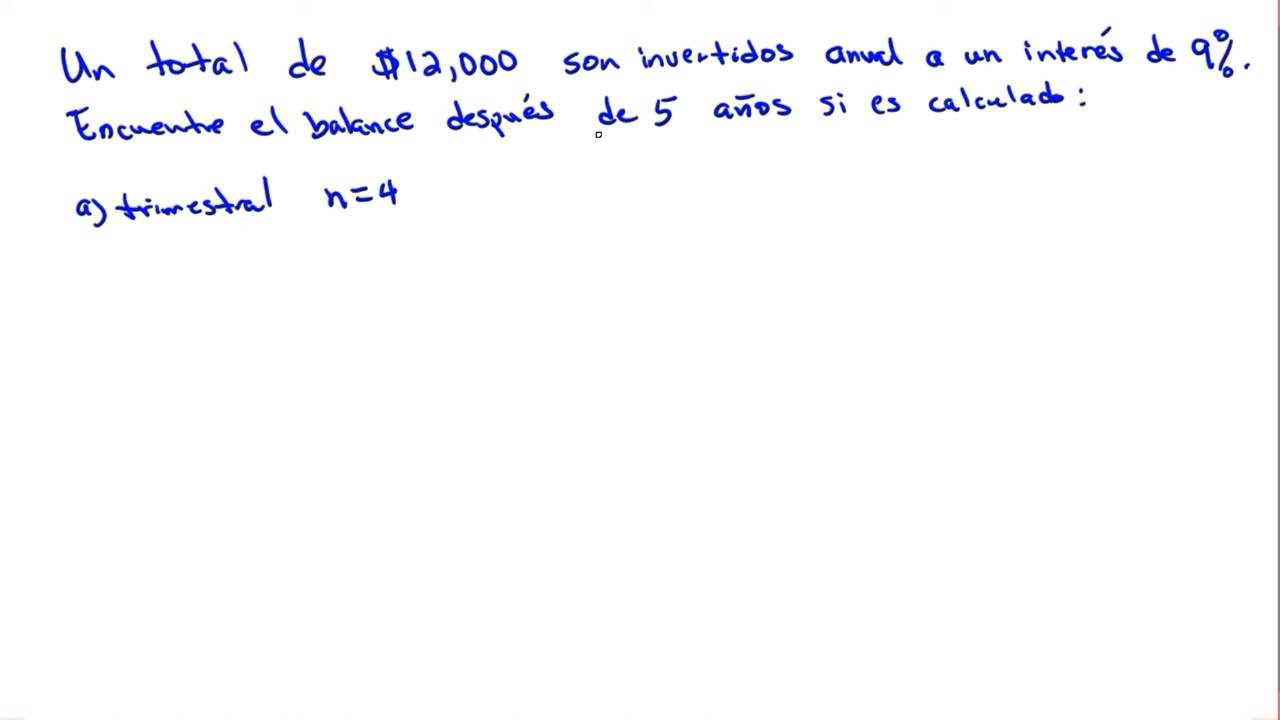 Un total de $12,000 son invertidos anual a un interés de 9%.
Encuentre el balance después de 5 años si es calculado:
a) trimestral n=4